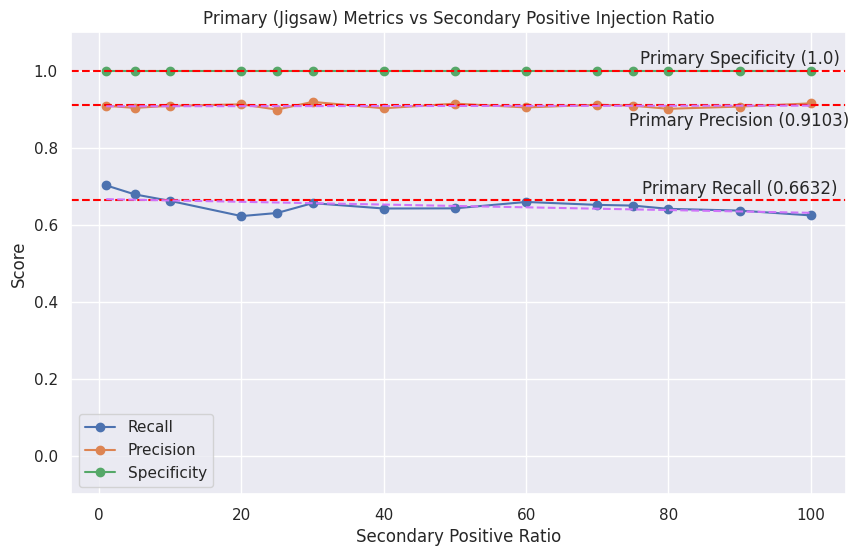 Primary (Jigsaw) Metrics vs Secondary Positive Injection Ratio
Primary Specificity (1.0)
Primary Precision (0.9103)
Primary Recall (0.6632)
1.0
0.8
0.6
0.4
0.2
0.0
Score
Recall
Precision
Specificity
0
20
40
60
80
100
Secondary Positive Ratio